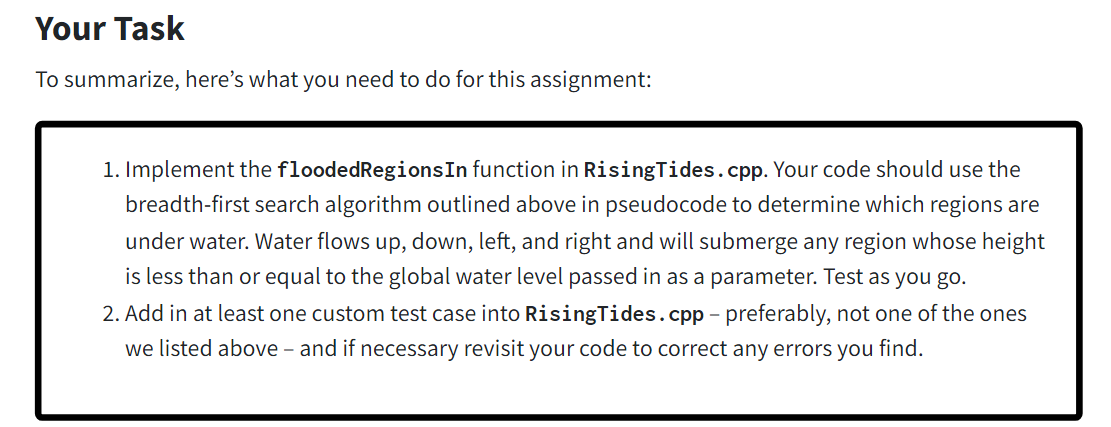 Your Task
To summarize, here’s what you need to do for this assignment:
1. Implement the floodedRegionsIn function in RisingTides.cpp. Your code should use the
breadth-first search algorithm outlined above in pseudocode to determine which regions are
under water. Water flows up, down, left, and right and will submerge any region whose height
is less than or equal to the global water level passed in as a parameter. Test as you go.
2. Add in at least one custom test case into RisingTides.cpp – preferably, not one of the ones
we listed above – and if necessary revisit your code to correct any errors you find.